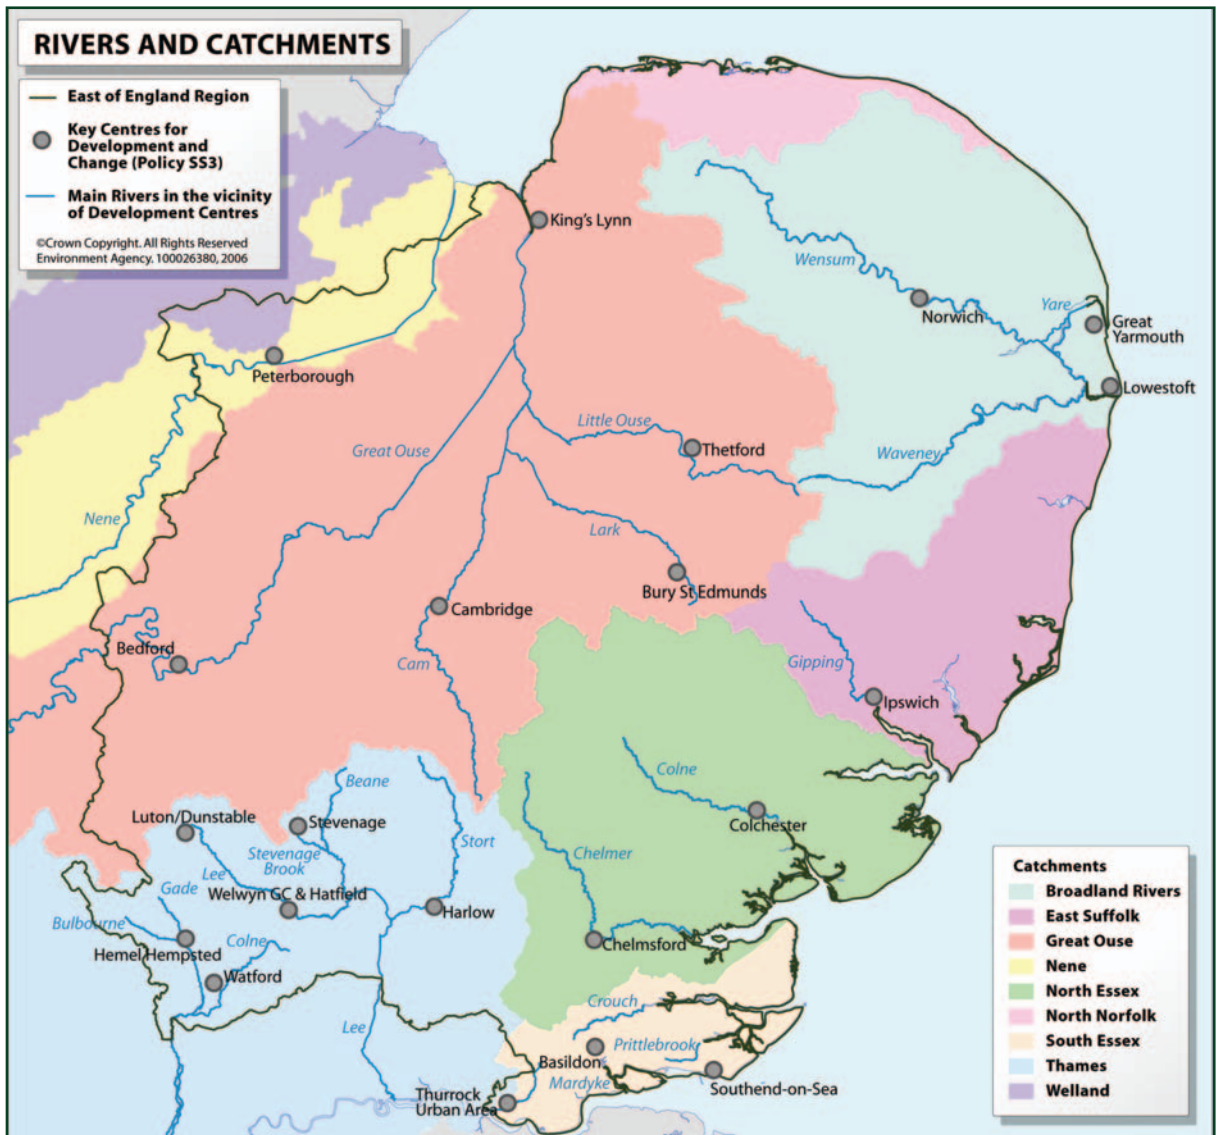 RIVERS AND CATCHMENTS
East of England Region
Key Centres for
Development and
Change (Policy SS3)
Main Rivers in the vicinity
of Development Centres
©Crown Copyright. All Rights Reserved
Environment Agency. 100026380, 2006
King's Lynn
Wensum
Norwich
Yare
Great
Yarmouth
Peterborough
Lowestoft
Little Ouse
Great Ouse
Thetford
Waveney
Nene
Lark
Bury St Edmunds
Cambridge
Bedford
Cam
Gipping
Ipswich
Beane
Colne
Luton/Dunstable
Stevenage
Colchester
Stort
Stevenage
Brook
Chelmer
Lee
Gade
Welwyn GC & Hatfield
Harlow
Bulbourne
Colne
Hemel Hempsted
Chelmsford
Watford
Crouch
Lee
Prittlebrook
Basildon
Mardyke
Southend-on-Sea
Thurrock
Urban Area
Catchments
Broadland Rivers
East Suffolk
Great Ouse
Nene
North Essex
North Norfolk
South Essex
Thames
Welland